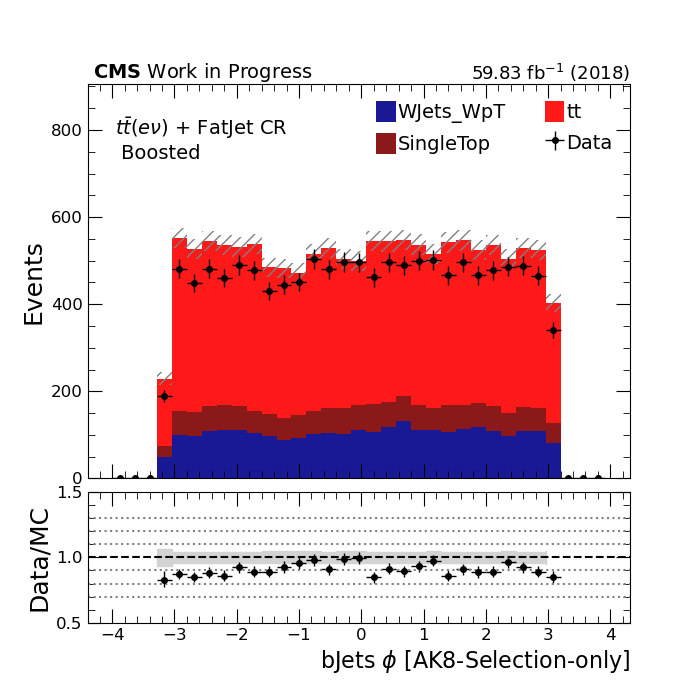 CMS Work in Progress 59.83 fb⁻¹ (2018)
tt̄(eν) + FatJet CR
Boosted
WJets_WpT tt
SingleTop Data
Events
800
600
400
200
0
Data/MC
1.5
1.0
0.5
−4 −3 −2 −1 0 1 2 3 4
bJets ϕ [AK8-Selection-only]